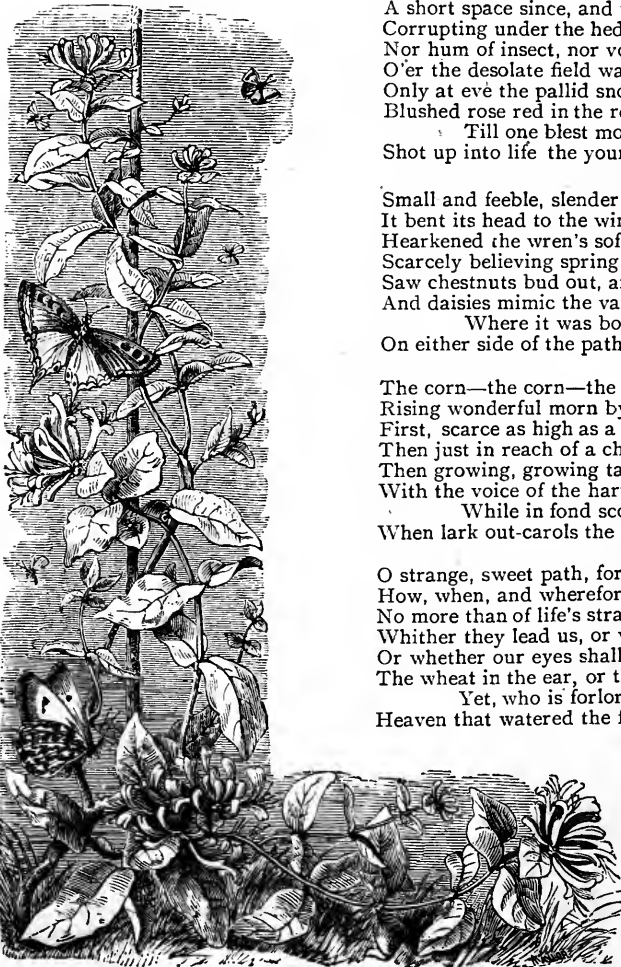 A short space since, and
Corrupting under the hed
Nor hum of insect, nor vo
O'er the desolate field wa
Only at eve the pallid sno
Blushed rose red in the r
Till one blest mo
Shot up into life the your
Small and feeble, slender
It bent its head to the win
Hearkened the wren's sof
Scarcely believing spring
Saw chestnuts bud out, a
And daisies mimic the va
Where it was bo
On either side of the path
The corn—the corn—the
Rising wonderful morn by
First, scarce as high as a
Then just in reach of a ch
Then growing, growing ta
With the voice of the har
While in fond sco
When lark out-carols the
O strange, sweet path, for
How, when, and wherefor
No more than of life's stra
Whither they lead us, or
Or whether our eyes shall
The wheat in the ear, or t
Yet, who is forlor
Heaven that watered the f